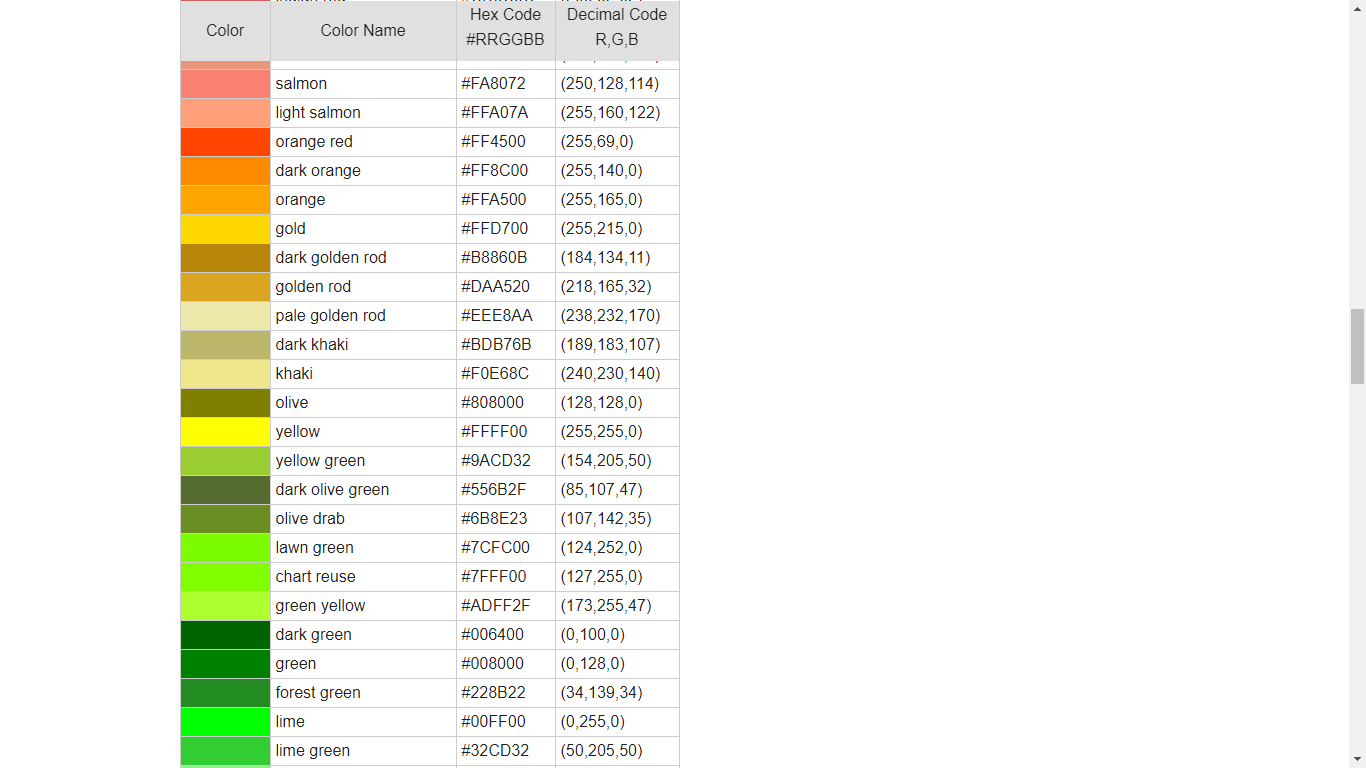 Color Color Name Hex Code #RRGGBB Decimal Code R,G,B
salmon #FA8072 (250,128,114)
light salmon #FFA07A (255,160,122)
orange red #FF4500 (255,69,0)
dark orange #FF8C00 (255,140,0)
orange #FFA500 (255,165,0)
gold #FFD700 (255,215,0)
dark golden rod #B8860B (184,134,11)
golden rod #DAA520 (218,165,32)
pale golden rod #EEE8AA (238,232,170)
dark khaki #BDB76B (189,183,107)
khaki #F0E68C (240,230,140)
olive #808000 (128,128,0)
yellow #FFFF00 (255,255,0)
yellow green #9ACD32 (154,205,50)
dark olive green #556B2F (85,107,47)
olive drab #6B8E23 (107,142,35)
lawn green #7CFC00 (124,252,0)
chart reuse #7FFF00 (127,255,0)
green yellow #ADFF2F (173,255,47)
dark green #006400 (0,100,0)
green #008000 (0,128,0)
forest green #228B22 (34,139,34)
lime #00FF00 (0,255,0)
lime green #32CD32 (50,205,50)